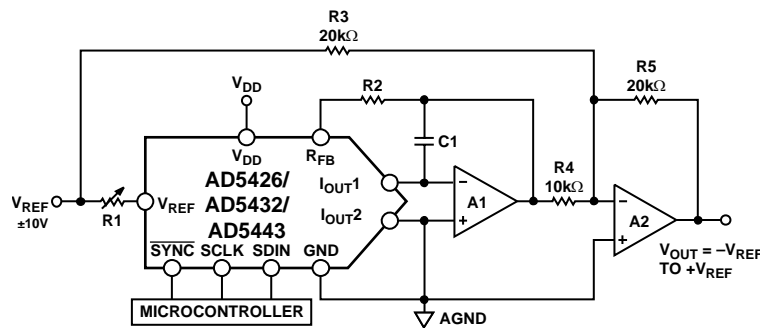 R3
20kΩ
V_DD
R2
R5
20kΩ
C1
V_DD
R_FB
R4
10kΩ
AD5426/
AD5432/
AD5443
I_OUT1
I_OUT2
V_REF
±10V
R1
V_REF
A1
A2
SYNC SCLK SDIN GND
V_OUT = –V_REF
TO +V_REF
MICROCONTROLLER
AGND
− + − +